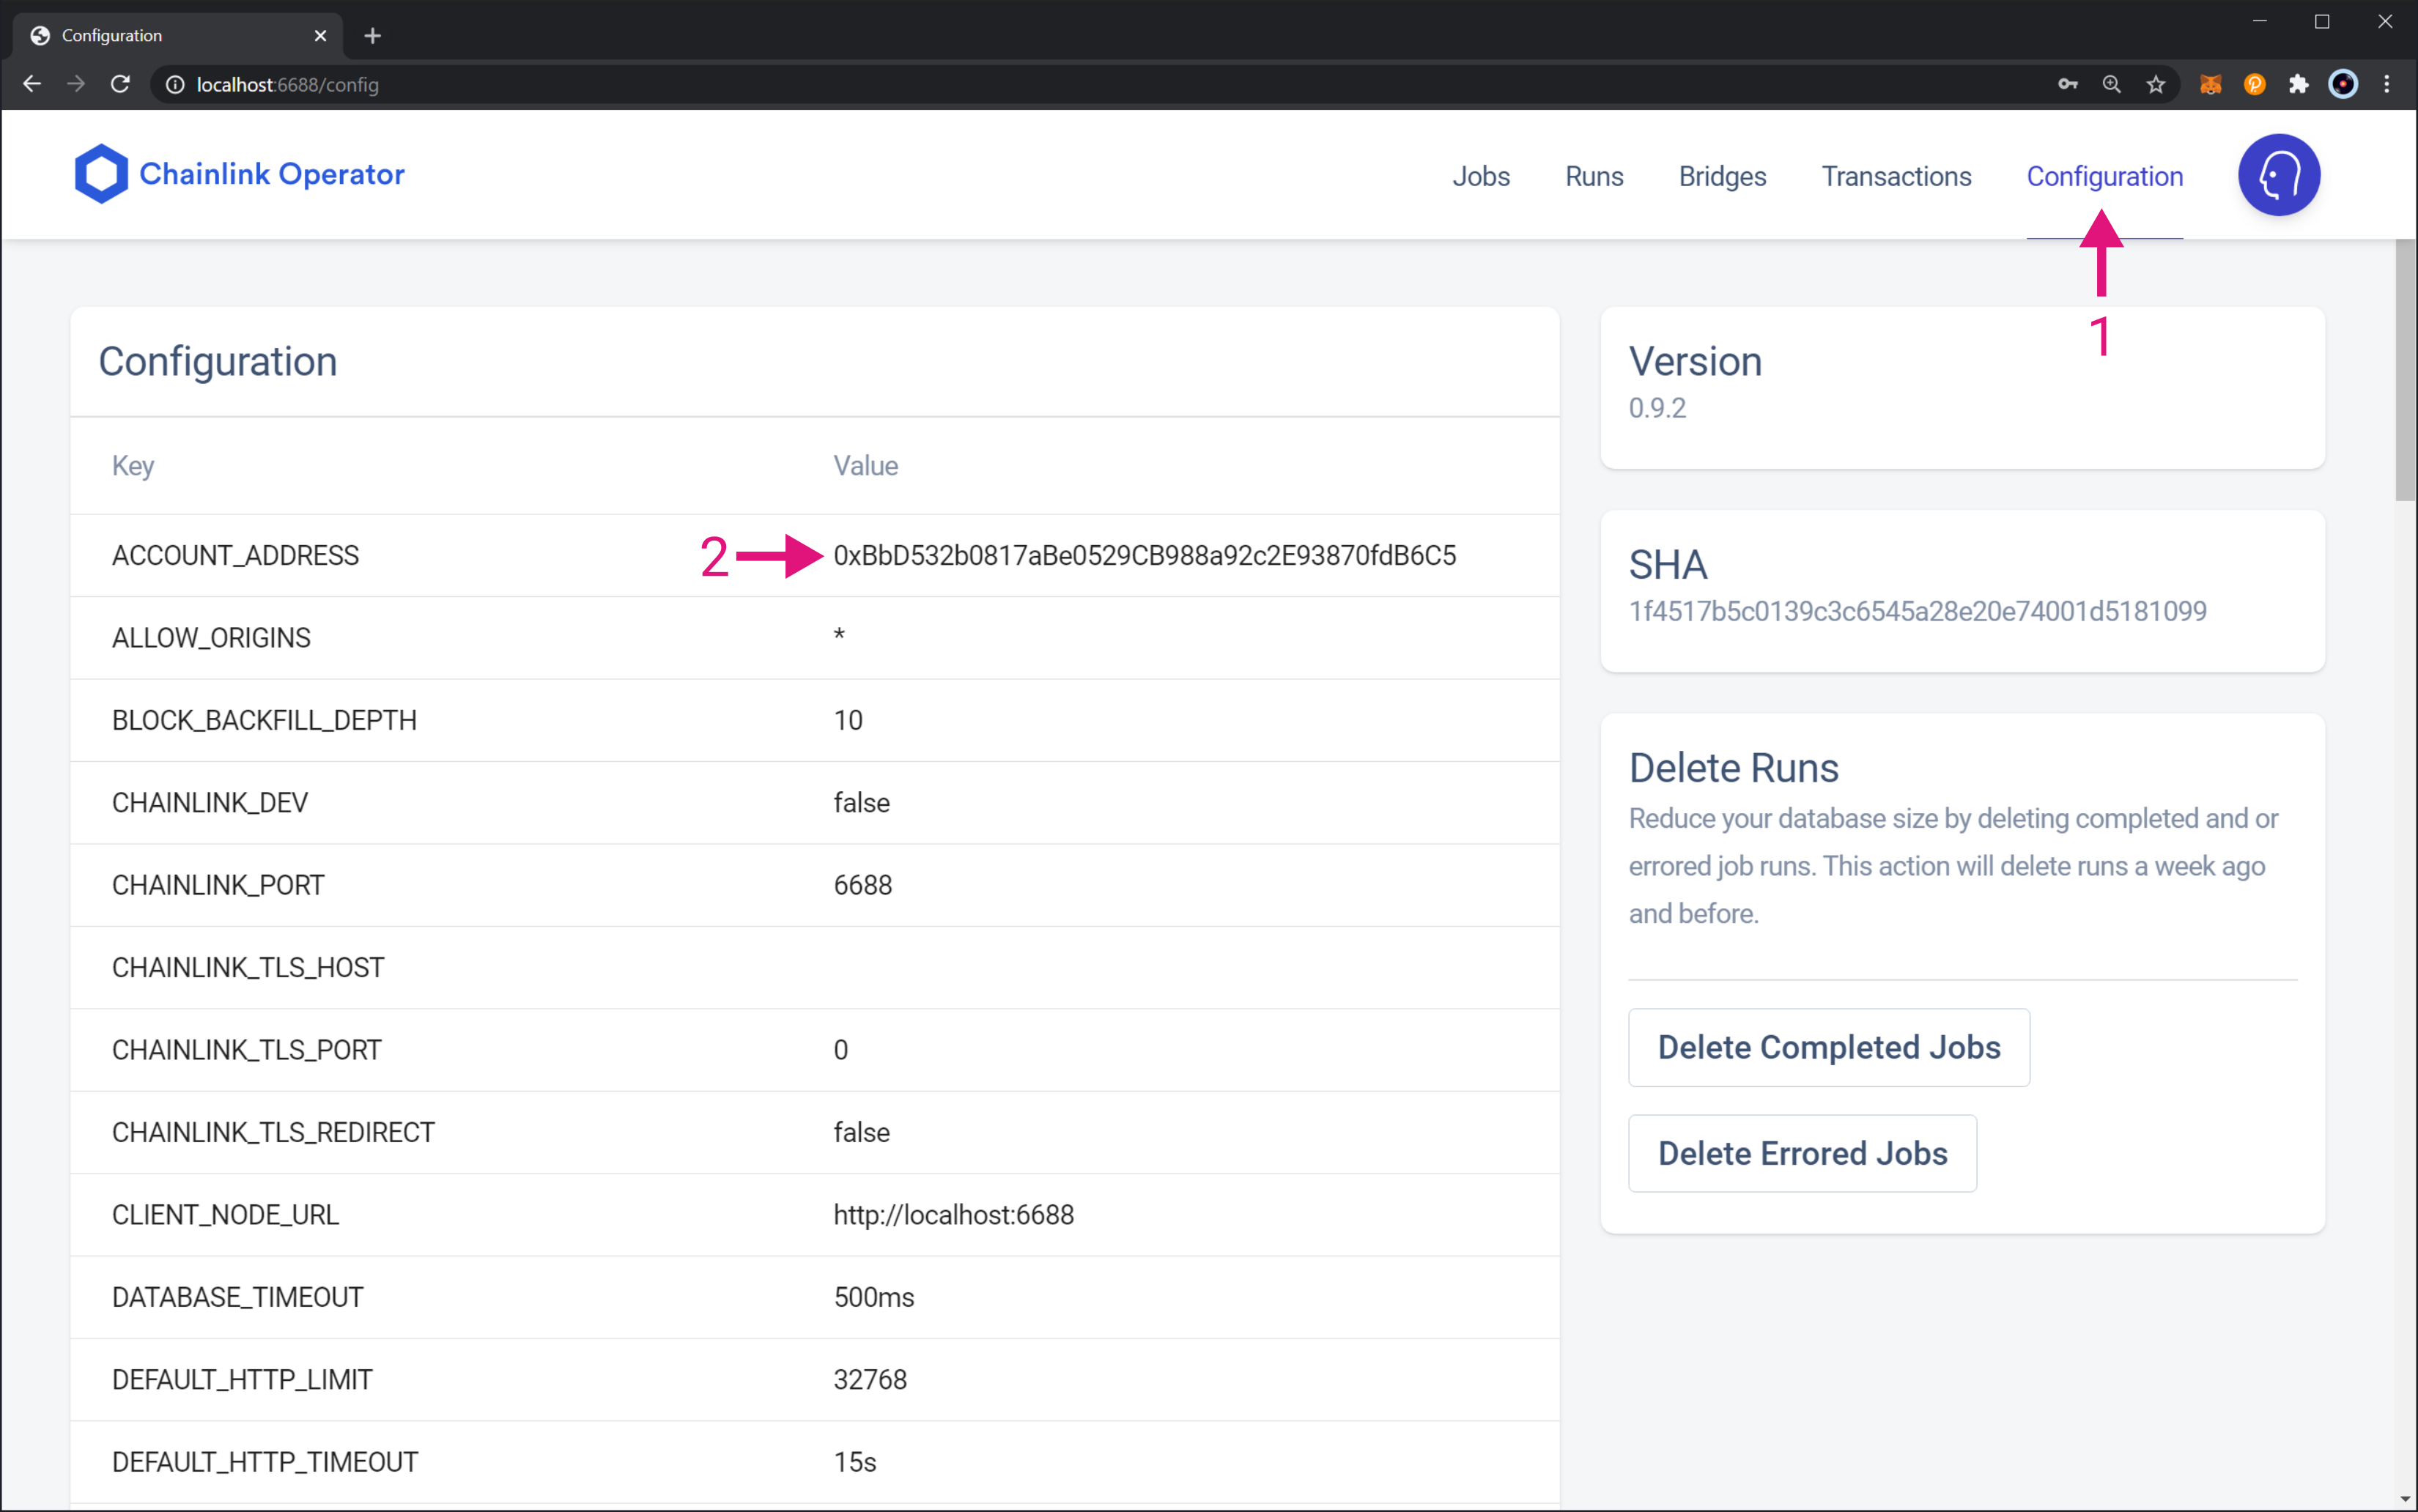 Configuration
localhost:6688/config
Chainlink Operator
Jobs Runs Bridges Transactions Configuration
1
Configuration
Key Value
ACCOUNT_ADDRESS 2 0xBbD532b0817aBe0529CB988a92c2E93870fdB6C5
ALLOW_ORIGINS *
BLOCK_BACKFILL_DEPTH 10
CHAINLINK_DEV false
CHAINLINK_PORT 6688
CHAINLINK_TLS_HOST
CHAINLINK_TLS_PORT 0
CHAINLINK_TLS_REDIRECT false
CLIENT_NODE_URL http://localhost:6688
DATABASE_TIMEOUT 500ms
DEFAULT_HTTP_LIMIT 32768
DEFAULT_HTTP_TIMEOUT 15s
Version
0.9.2
SHA
1f4517b5c0139c3c6545a28e20e74001d5181099
Delete Runs
Reduce your database size by deleting completed and or
errored job runs. This action will delete runs a week ago
and before.
Delete Completed Jobs
Delete Errored Jobs